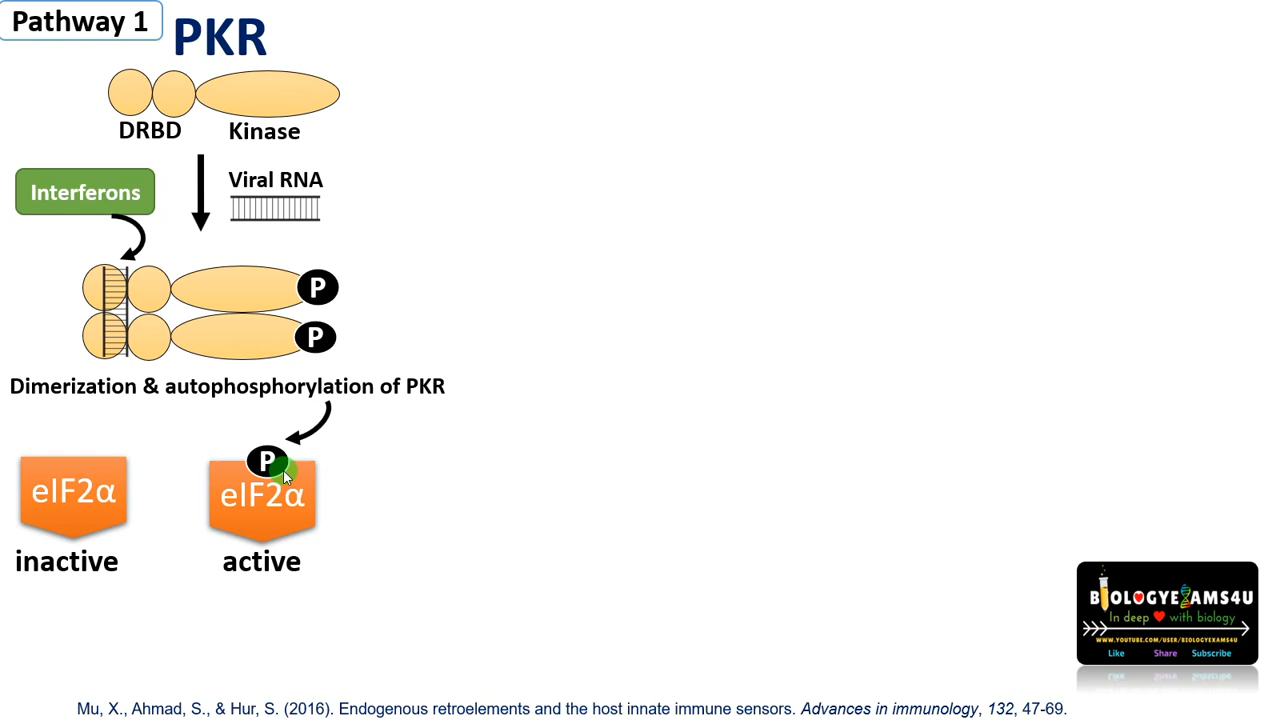 Pathway 1
PKR
DRBD
Kinase
Interferons
Viral RNA
P
P
Dimerization & autophosphorylation of PKR
P
eIF2α
eIF2α
inactive
active
BIOLOGYEXAMS4U
In deep with biology
WWW.YOUTUBE.COM/USER/BIOLOGYEXAMS4U
Like Share Subscribe
Mu, X., Ahmad, S., & Hur, S. (2016). Endogenous retroelements and the host innate immune sensors. Advances in immunology, 132, 47-69.